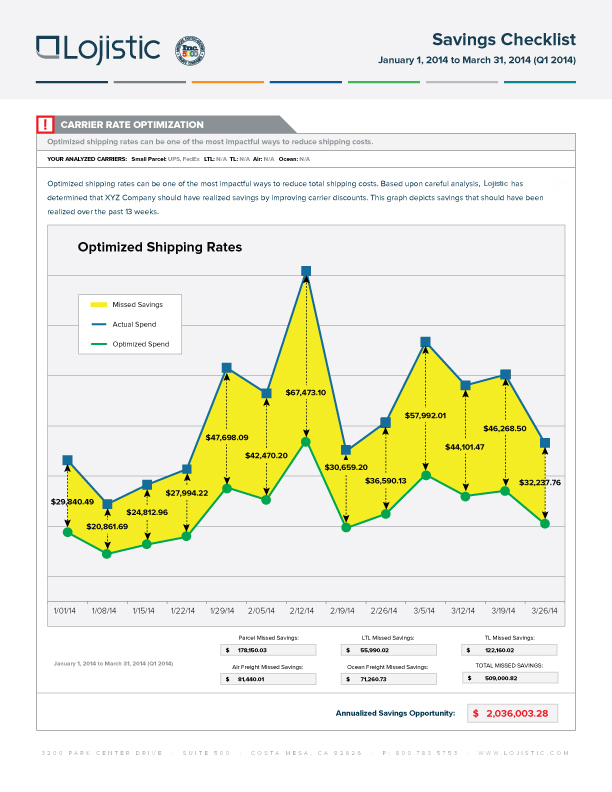 Lojistic
Inc.
5000
Savings Checklist
January 1, 2014 to March 31, 2014 (Q1 2014)
! CARRIER RATE OPTIMIZATION
Optimized shipping rates can be one of the most impactful ways to reduce shipping costs.
YOUR ANALYZED CARRIERS: Small Parcel: UPS, FedEx LTL: N/A TL: N/A Air: N/A Ocean: N/A
Optimized shipping rates can be one of the most impactful ways to reduce total shipping costs. Based upon careful analysis, Lojistic has
determined that XYZ Company should have realized savings by improving carrier discounts. This graph depicts savings that should have been
realized over the past 13 weeks.
Optimized Shipping Rates
Missed Savings
Actual Spend
Optimized Spend
$29,840.49
$20,861.69
$24,812.96
$27,994.22
$47,698.09
$42,470.20
$67,473.10
$30,659.20
$36,590.13
$57,992.01
$44,101.47
$46,268.50
$32,237.76
1/01/14 1/08/14 1/15/14 1/22/14 1/29/14 2/05/14 2/12/14 2/19/14 2/26/14 3/5/14 3/12/14 3/19/14 3/26/14
Parcel Missed Savings: LTL Missed Savings: TL Missed Savings:
$ 178,150.03 $ 55,990.02 $ 122,160.02
January 1, 2014 to March 31, 2014 (Q1 2014)
Air Freight Missed Savings: Ocean Freight Missed Savings: TOTAL MISSED SAVINGS:
$ 81,440.01 $ 71,260.73 $ 509,000.82
Annualized Savings Opportunity: $ 2,036,003.28
3200 PARK CENTER DRIVE · SUITE 500 · COSTA MESA, CA 92626 · P: 800.783.5753 · WWW.LOJISTIC.COM